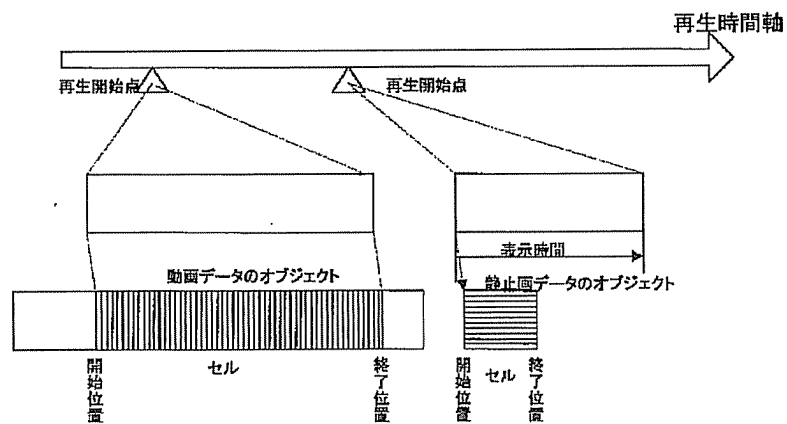 再生時間軸
再生開始点
再生開始点
表示時間
動画データのオブジェクト
静止画データのオブジェクト
開始位置
セル
終了位置
開始位置
セル
終了位置